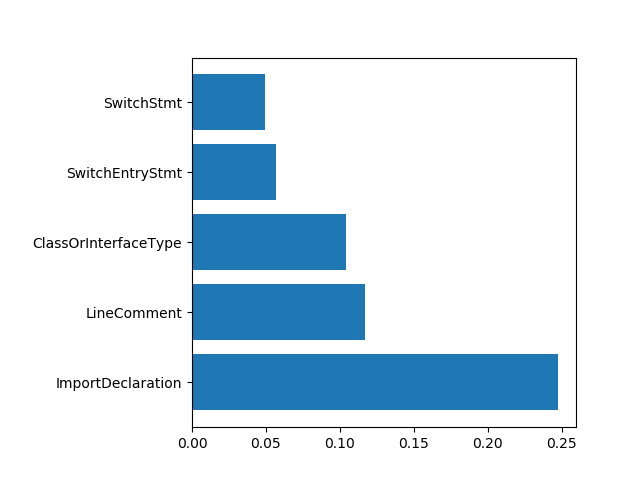 SwitchStmt
SwitchEntryStmt
ClassOrInterfaceType
LineComment
ImportDeclaration
0.00 0.05 0.10 0.15 0.20 0.25